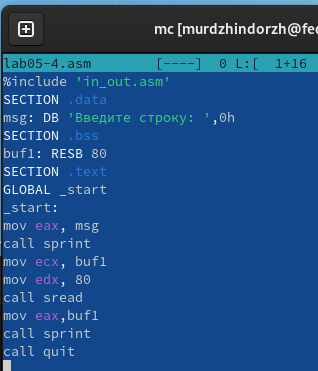 mc [murdzhindorzh@fed
lab05-4.asm [----] 0 L:[ 1+16
%include 'in_out.asm'
SECTION .data
msg: DB 'Введите строку: ',0h
SECTION .bss
buf1: RESB 80
SECTION .text
GLOBAL _start
_start:
mov eax, msg
call sprint
mov ecx, buf1
mov edx, 80
call sread
mov eax,buf1
call sprint
call quit